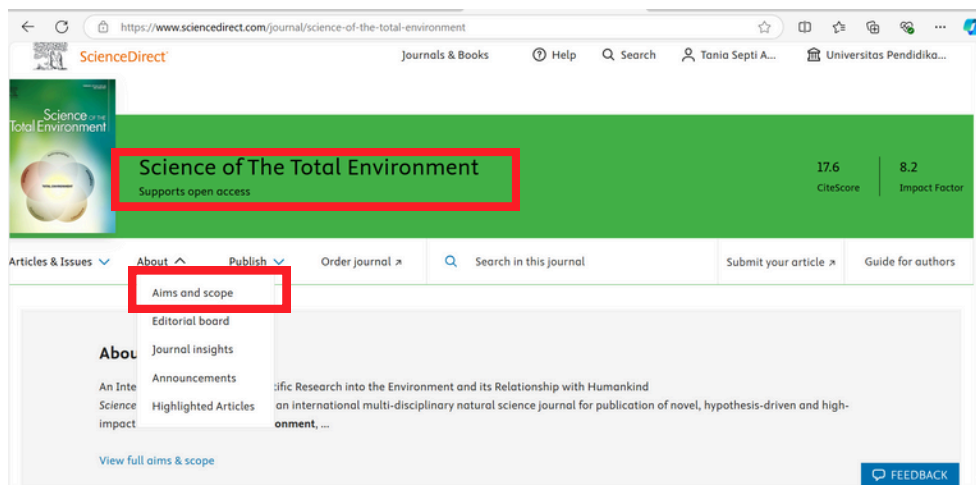 https://www.sciencedirect.com/journal/science-of-the-total-environment
ScienceDirect
Journals & Books
Help
Search
Tania Septi A...
Universitas Pendidika...
Science OF THE
Total Environment
Science of The Total Environment
Supports open access
17.6
CiteScore
8.2
Impact Factor
Articles & Issues
About
Publish
Order journal
Search in this journal
Submit your article
Guide for authors
Aims and scope
Editorial board
Journal insights
Announcements
Highlighted Articles
Abou
An Inte
tific Research into the Environment and its Relationship with Humankind
Science
an international multi-disciplinary natural science journal for publication of novel, hypothesis-driven and high-
impact
onment, ...
View full aims & scope
FEEDBACK